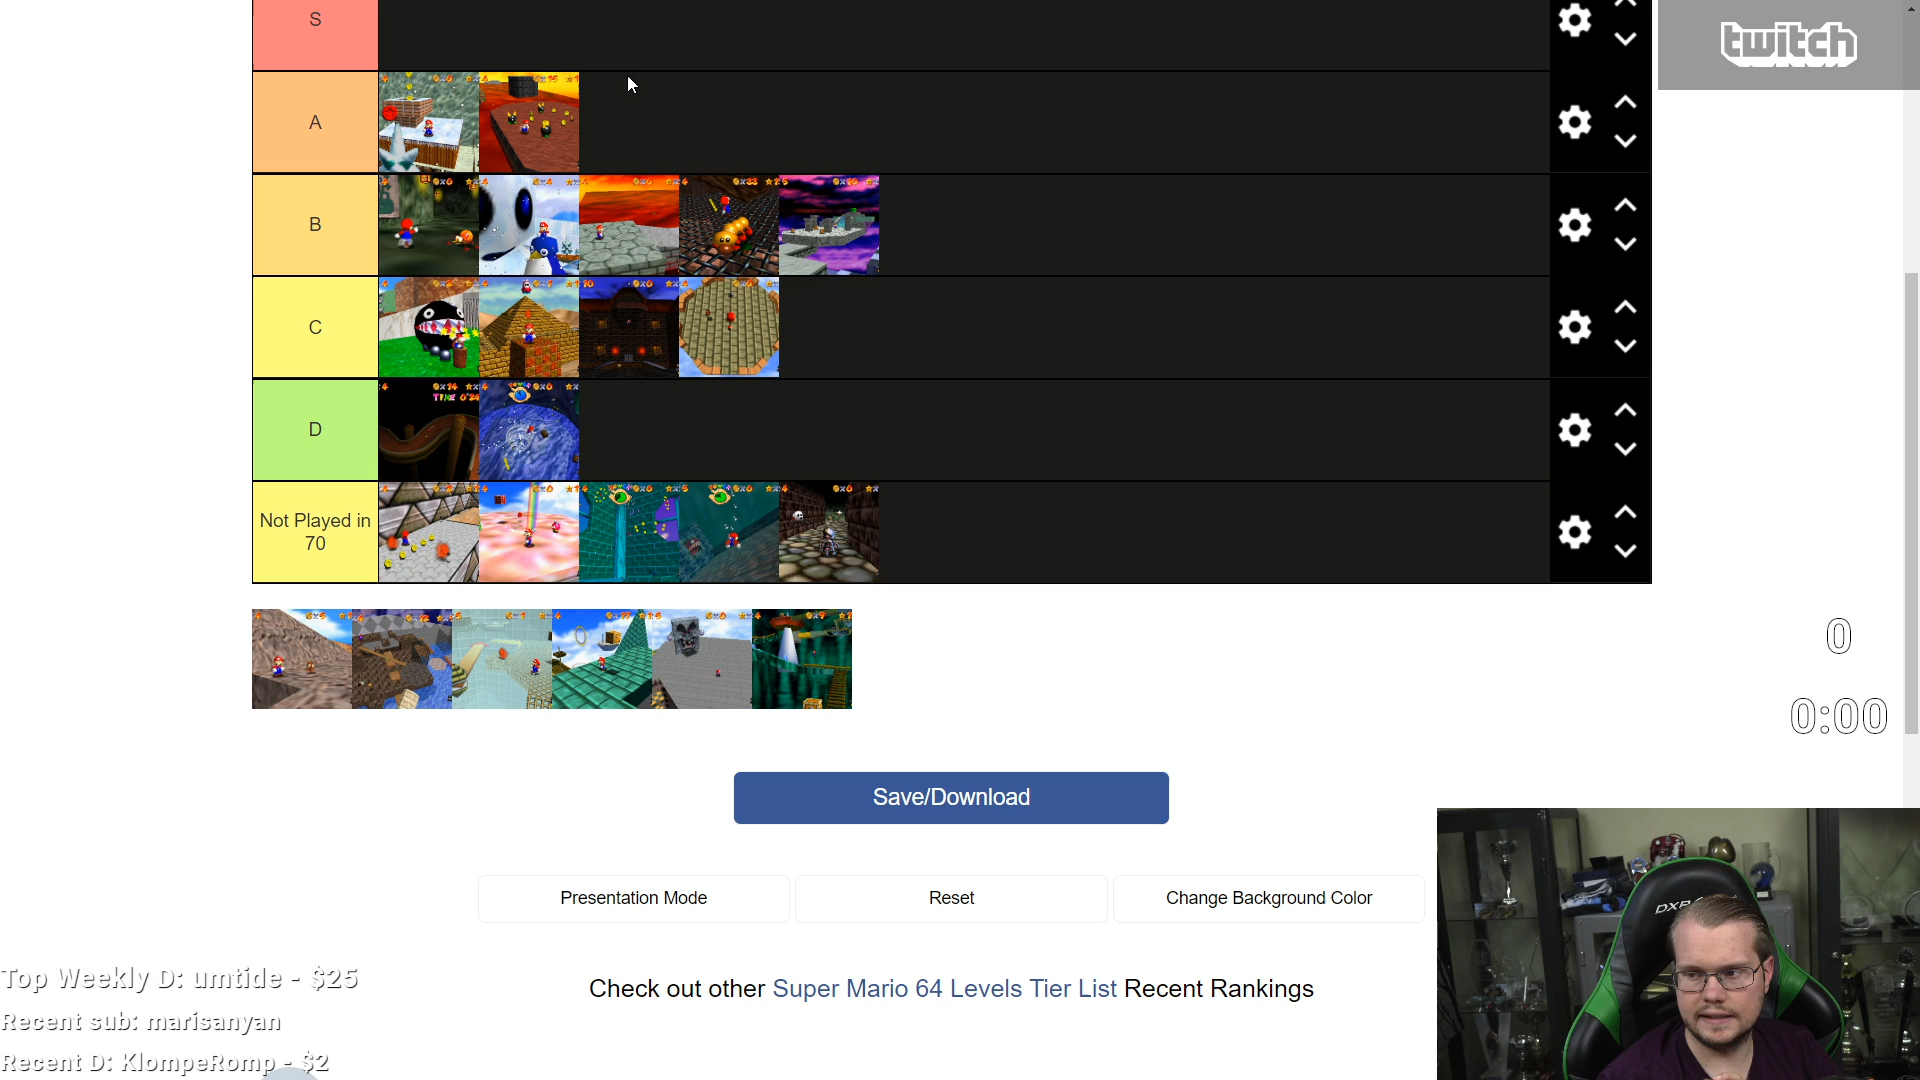 S
twitch
A
B
C
D
Not Played in
70
0
0:00
Save/Download
Presentation Mode
Reset
Change Background Color
DXRACER
Top Weekly D: umtide - $25
Check out other Super Mario 64 Levels Tier List Recent Rankings
Recent sub: marisanyan
Recent D: KlompeRomp - $2